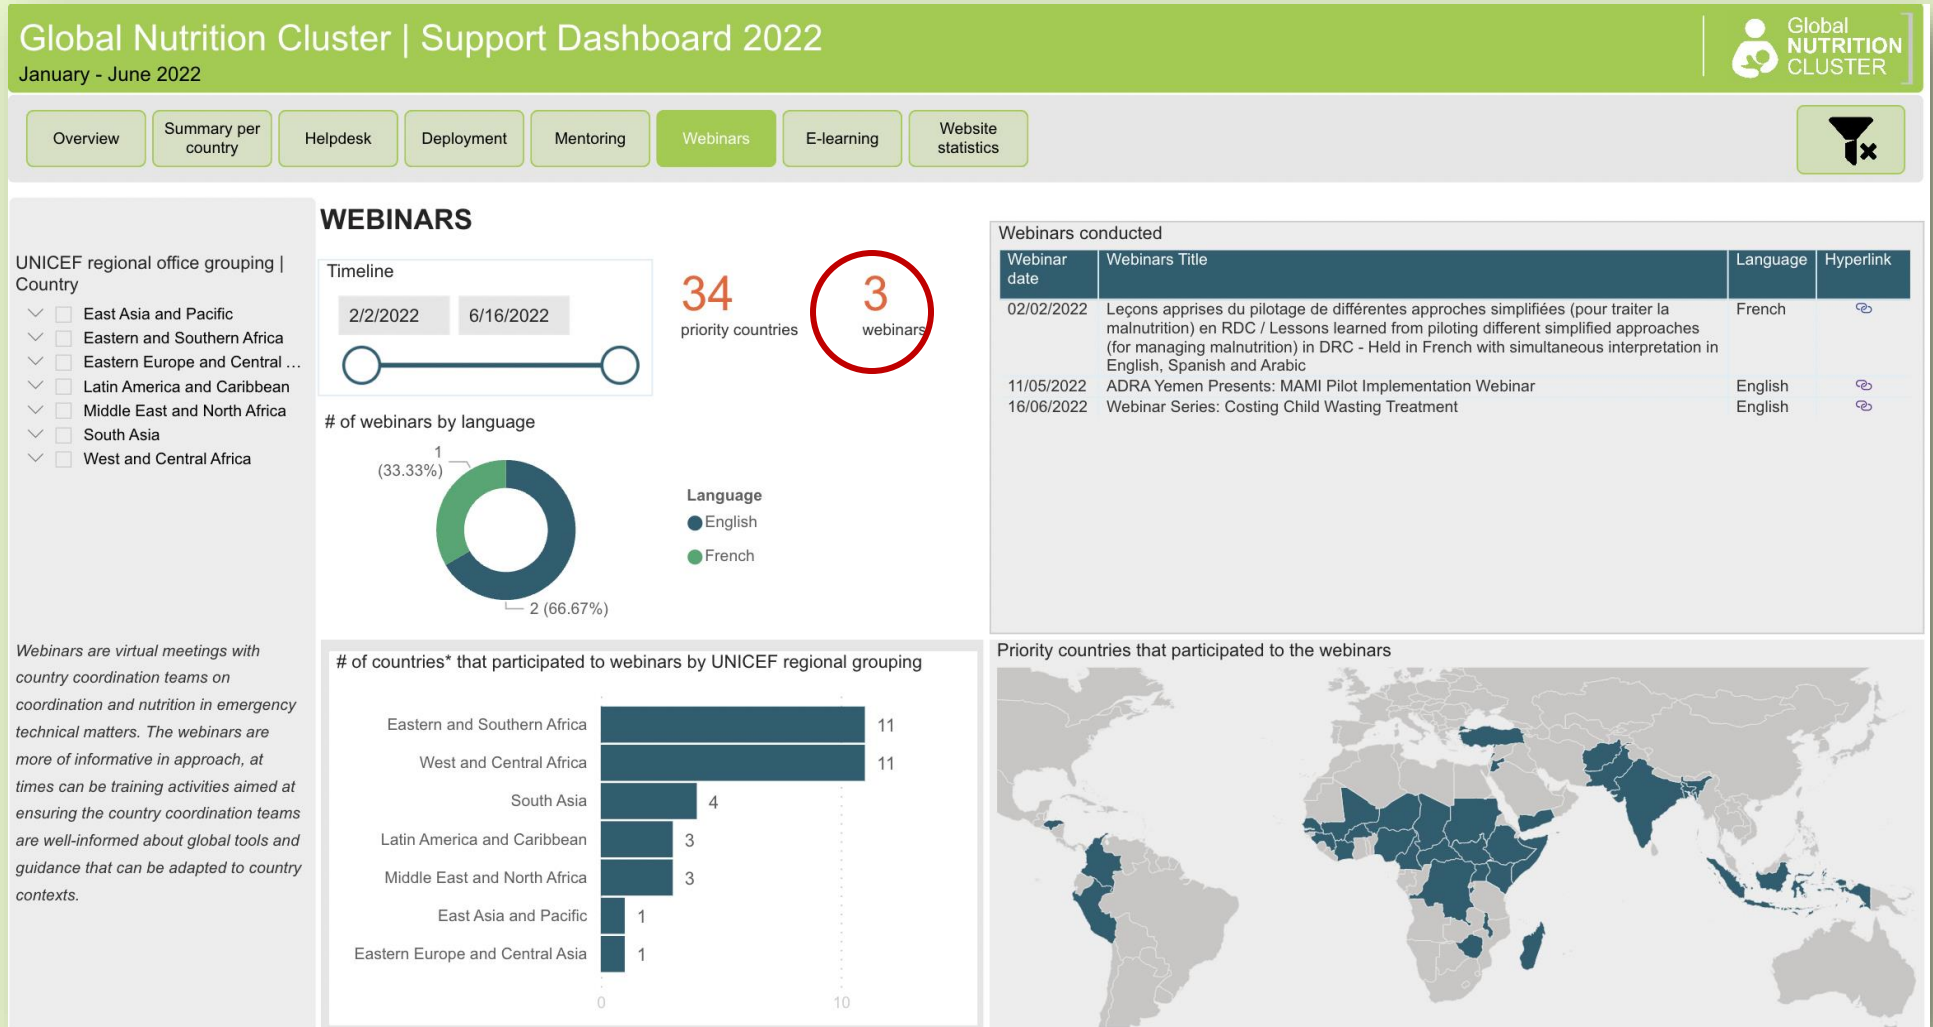 Global Nutrition Cluster | Support Dashboard 2022
January - June 2022
Global
NUTRITION
CLUSTER
Overview
Summary per
country
Helpdesk
Deployment
Mentoring
Webinars
E-learning
Website
statistics
UNICEF regional office grouping |
Country
East Asia and Pacific
Eastern and Southern Africa
Eastern Europe and Central ...
Latin America and Caribbean
Middle East and North Africa
South Asia
West and Central Africa
Webinars are virtual meetings with
country coordination teams on
coordination and nutrition in emergency
technical matters. The webinars are
more of informative in approach, at
times can be training activities aimed at
ensuring the country coordination teams
are well-informed about global tools and
guidance that can be adapted to country
contexts.
WEBINARS
Timeline
2/2/2022 6/16/2022
34
priority countries
3
webinars
# of webinars by language
1
(33.33%)
2 (66.67%)
Language
English
French
Webinars conducted
Webinar
date
Webinars Title
Language
Hyperlink
02/02/2022 Leçons apprises du pilotage de différentes approches simplifiées (pour traiter la French
malnutrition) en RDC / Lessons learned from piloting different simplified approaches
(for managing malnutrition) in DRC - Held in French with simultaneous interpretation in
English, Spanish and Arabic
11/05/2022 ADRA Yemen Presents: MAMI Pilot Implementation Webinar English
16/06/2022 Webinar Series: Costing Child Wasting Treatment English
# of countries* that participated to webinars by UNICEF regional grouping
Eastern and Southern Africa 11
West and Central Africa 11
South Asia 4
Latin America and Caribbean 3
Middle East and North Africa 3
East Asia and Pacific 1
Eastern Europe and Central Asia 1
0 10
Priority countries that participated to the webinars